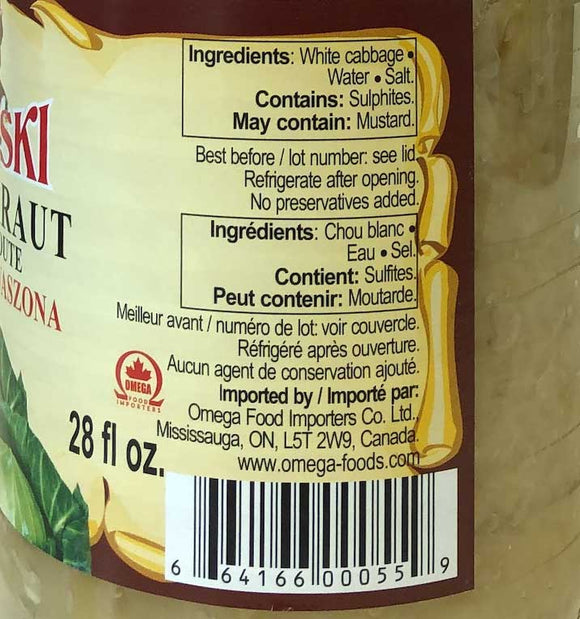 SKI
RAUT
Ingredients: White cabbage •
Water • Salt.
Contains: Sulphites.
May contain: Mustard.
Best before / lot number: see lid.
Refrigerate after opening.
No preservatives added.
Ingrédients: Chou blanc •
Eau • Sel.
Contient: Sulfites.
Peut contenir: Moutarde.
Meilleur avant / numéro de lot: voir couvercle.
Réfrigéré après ouverture.
Aucun agent de conservation ajouté.
Imported by / Importé par:
Omega Food Importers Co. Ltd.,
Mississauga, ON, L5T 2W9, Canada.
www.omega-foods.com
OMEGA
FOOD
IMPORTERS
28 fl oz.
6 64166 00055 9